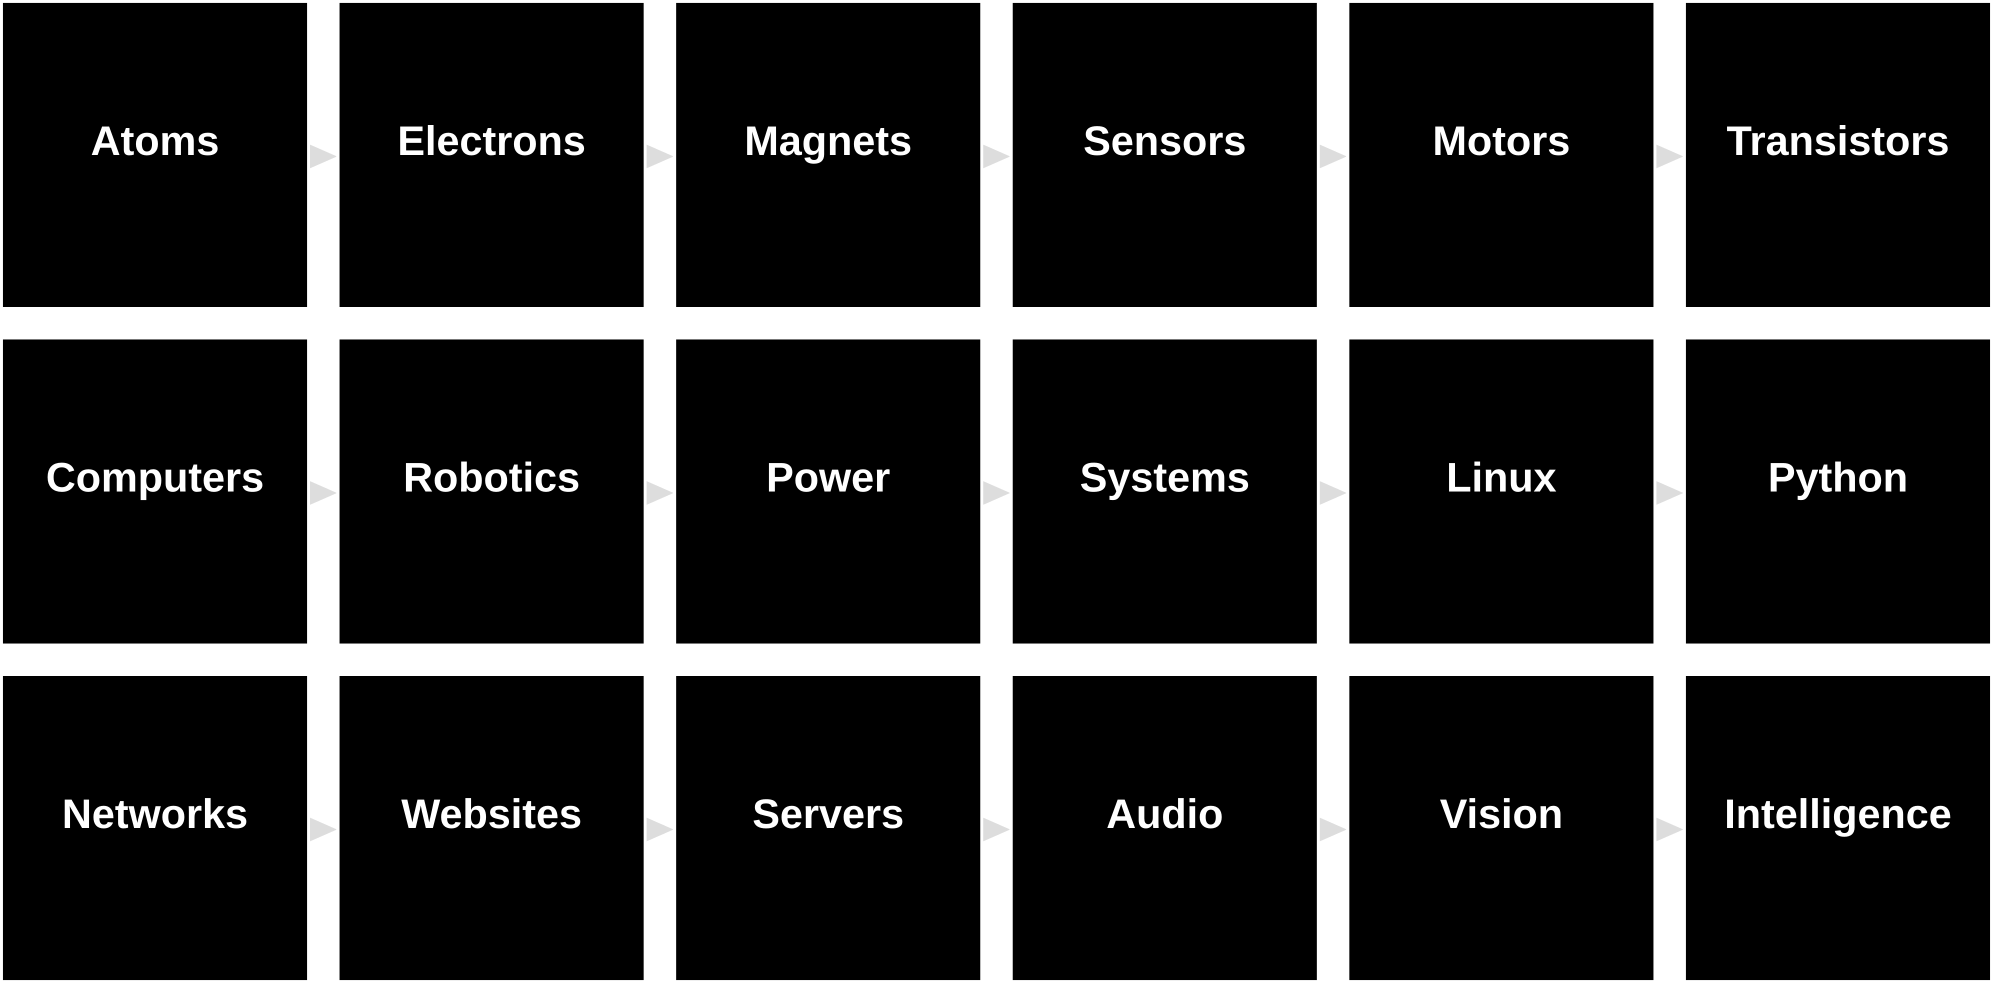 Atoms
Electrons
Magnets
Sensors
Motors
Transistors
Computers
Robotics
Power
Systems
Linux
Python
Networks
Websites
Servers
Audio
Vision
Intelligence